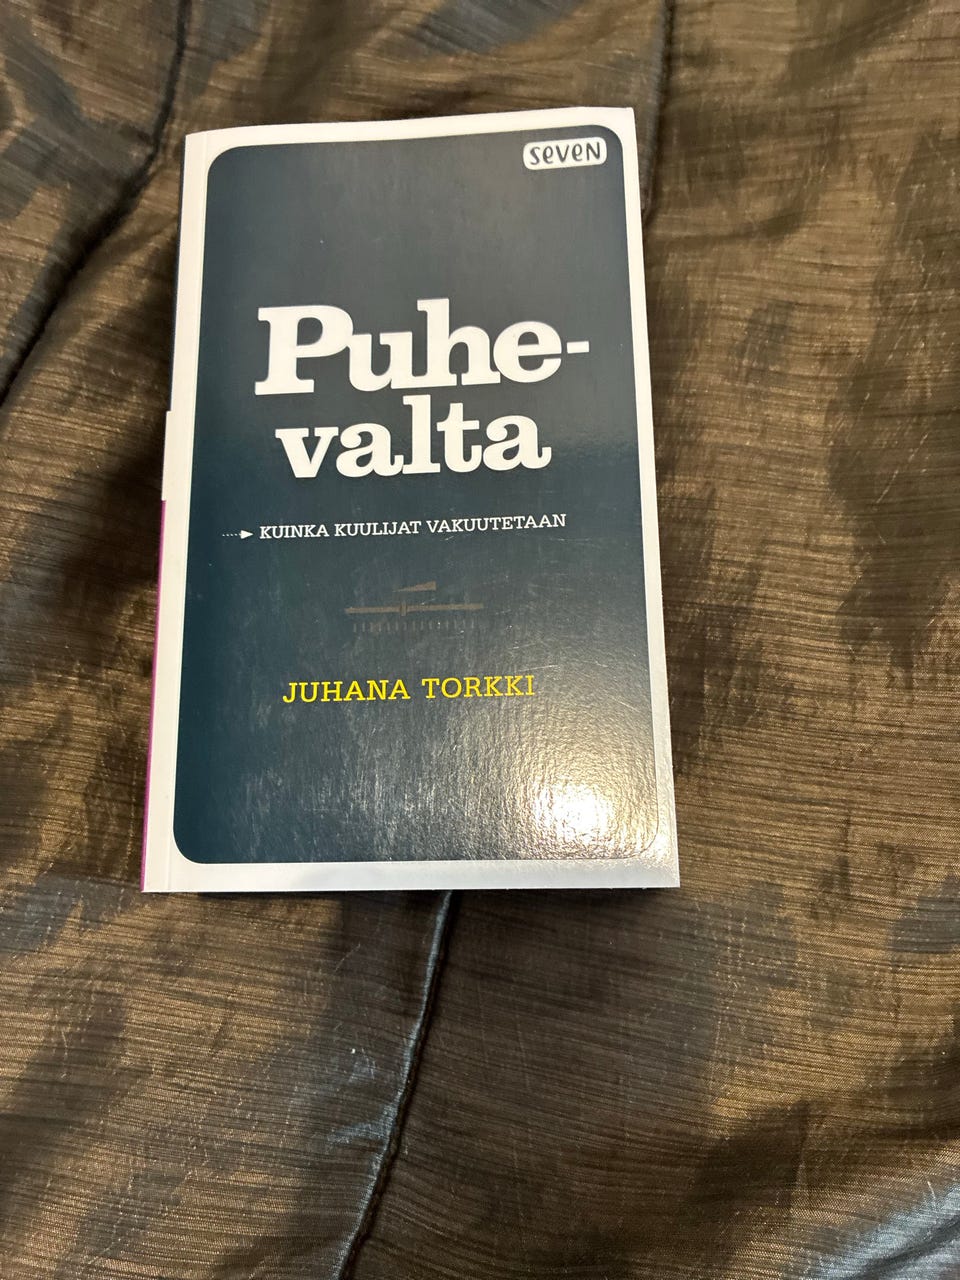 seven
Puhe-
valta
KUINKA KUULIJAT VAKUUTETAAN
JUHANA TORKKI